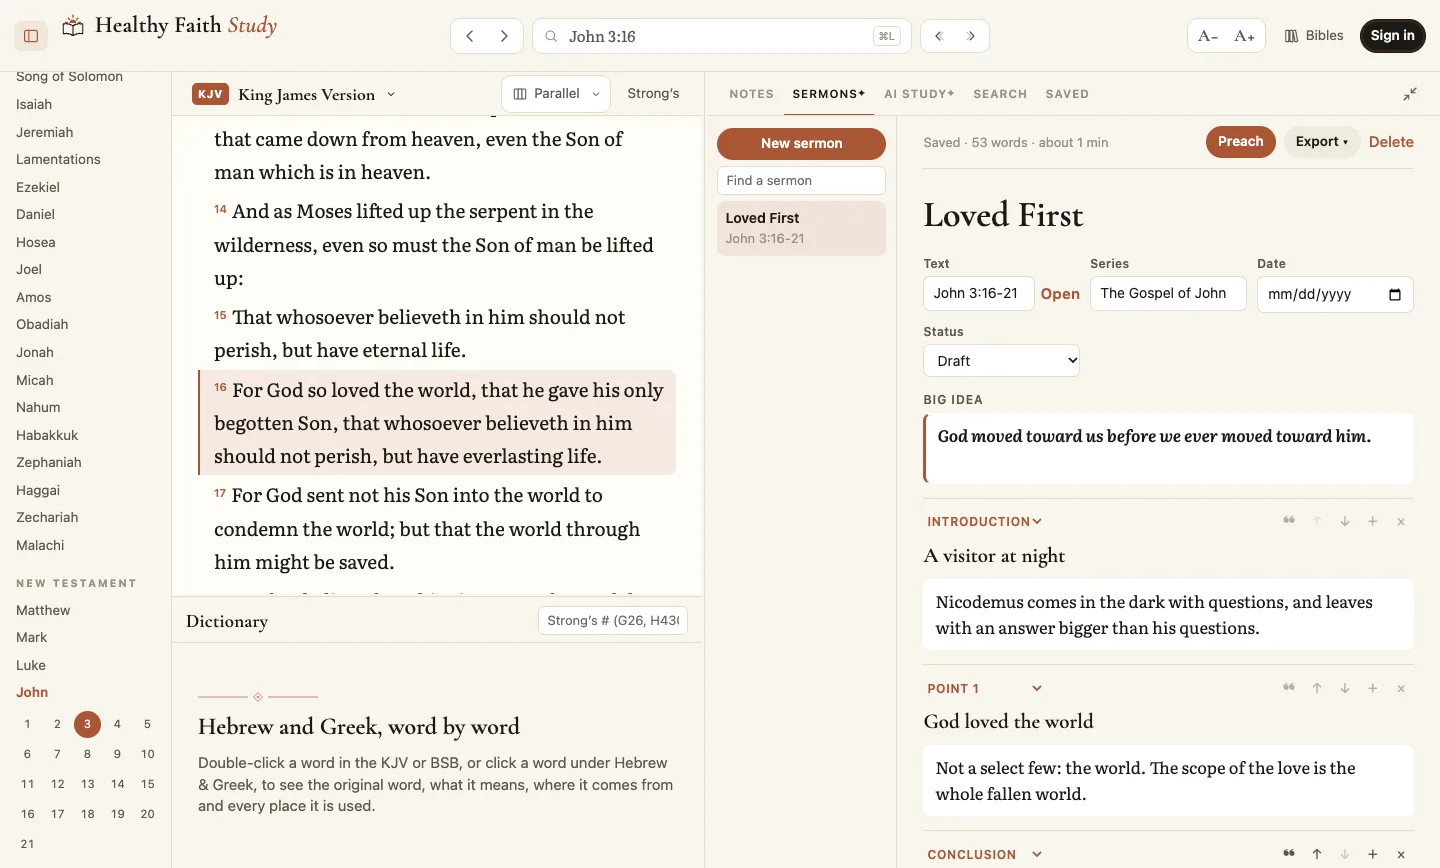 Healthy Faith Study
John 3:16
⌘L
A-
A+
Bibles
Sign in
Song of Solomon
Isaiah
Jeremiah
Lamentations
Ezekiel
Daniel
Hosea
Joel
Amos
Obadiah
Jonah
Micah
Nahum
Habakkuk
Zephaniah
Haggai
Zechariah
Malachi
NEW TESTAMENT
Matthew
Mark
Luke
John
1 2 3 4 5
6 7 8 9 10
11 12 13 14 15
16 17 18 19 20
21
KJV King James Version
Parallel
Strong's
that came down from heaven, even the Son of
man which is in heaven.
14 And as Moses lifted up the serpent in the
wilderness, even so must the Son of man be lifted
up:
15 That whosoever believeth in him should not
perish, but have eternal life.
16 For God so loved the world, that he gave his only
begotten Son, that whosoever believeth in him
should not perish, but have everlasting life.
17 For God sent not his Son into the world to
condemn the world; but that the world through
him might be saved.
Dictionary
Strong's # (G26, H430
Hebrew and Greek, word by word
Double-click a word in the KJV or BSB, or click a word under Hebrew
& Greek, to see the original word, what it means, where it comes from
and every place it is used.
NOTES SERMONS✦ AI STUDY✦ SEARCH SAVED
New sermon
Find a sermon
Loved First
John 3:16-21
Saved · 53 words · about 1 min
Preach
Export ▾
Delete
Loved First
Text Series Date
John 3:16-21 Open The Gospel of John mm/dd/yyyy
Status
Draft
BIG IDEA
God moved toward us before we ever moved toward him.
INTRODUCTION
A visitor at night
Nicodemus comes in the dark with questions, and leaves
with an answer bigger than his questions.
POINT 1
God loved the world
Not a select few: the world. The scope of the love is the
whole fallen world.
CONCLUSION